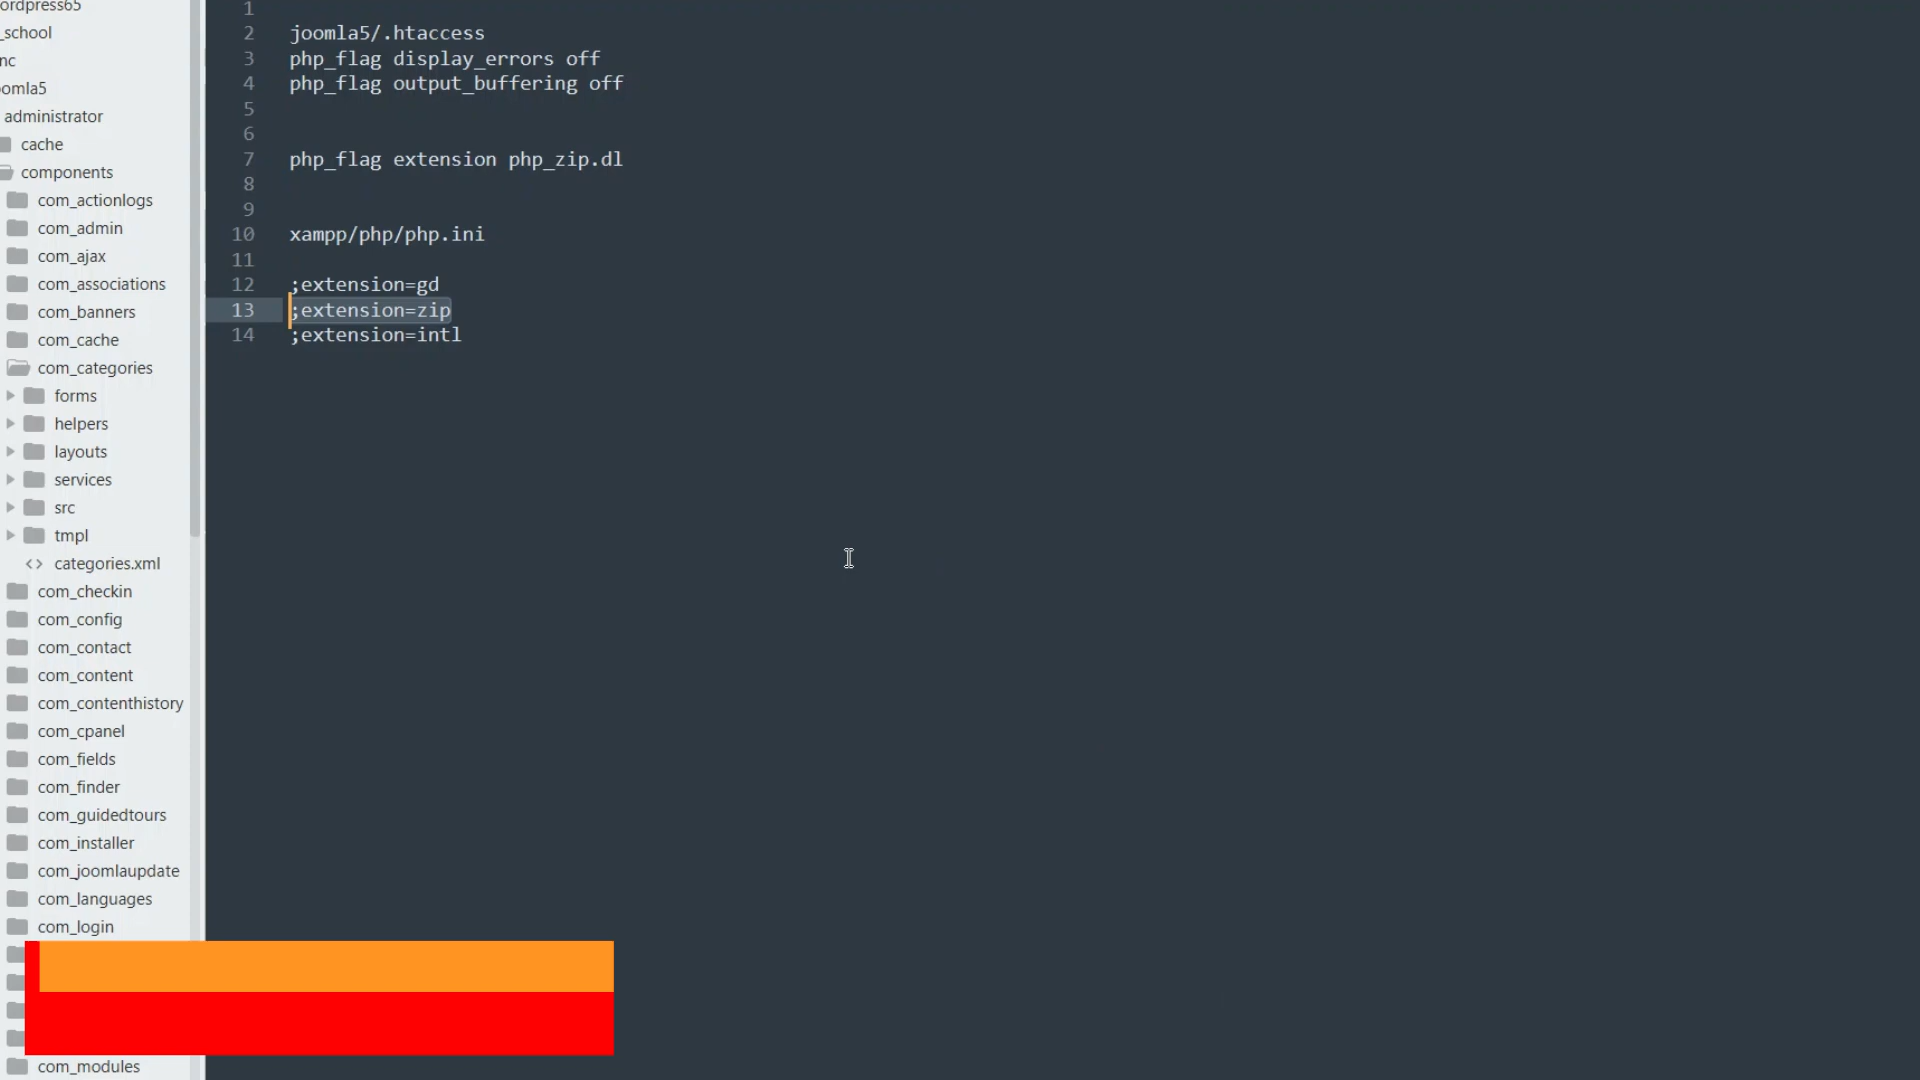 ordpress65
_school
nc
oomla5
administrator
cache
components
com_actionlogs
com_admin
com_ajax
com_associations
com_banners
com_cache
com_categories
forms
helpers
layouts
services
src
tmpl
<> categories.xml
com_checkin
com_config
com_contact
com_content
com_contenthistory
com_cpanel
com_fields
com_finder
com_guidedtours
com_installer
com_joomlaupdate
com_languages
com_login
com_modules
1
2 joomla5/.htaccess
3 php_flag display_errors off
4 php_flag output_buffering off
5
6
7 php_flag extension php_zip.dl
8
9
10 xampp/php/php.ini
11
12 ;extension=gd
13 ;extension=zip
14 ;extension=intl